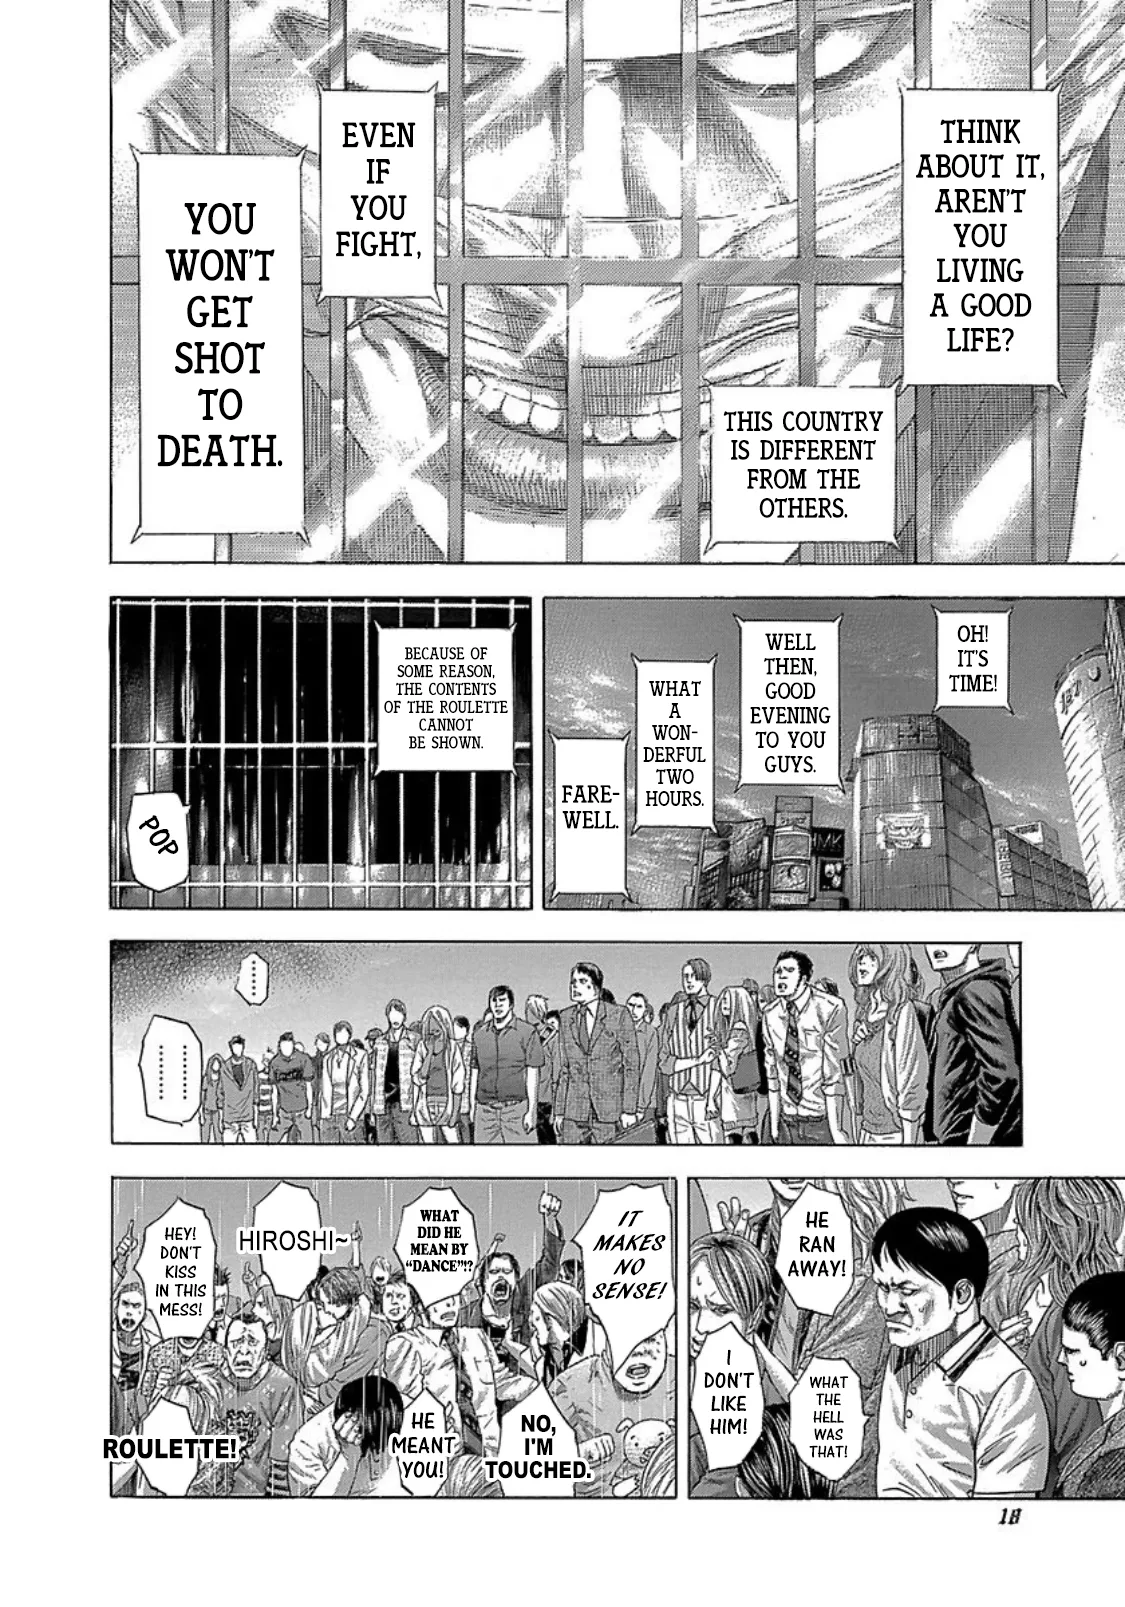 THINK
ABOUT IT,
AREN'T
YOU
LIVING
A GOOD
LIFE?
THIS COUNTRY
IS DIFFERENT
FROM THE
OTHERS.
EVEN
IF
YOU
FIGHT,
YOU
WON'T
GET
SHOT
TO
DEATH.
OH!
IT'S
TIME!
WELL
THEN,
GOOD
EVENING
TO YOU
GUYS.
WHAT
A
WON-
DERFUL
TWO
HOURS.
FARE-
WELL.
BECAUSE OF
SOME REASON,
THE CONTENTS
OF THE ROULETTE
CANNOT
BE SHOWN.
POP
HE
RAN
AWAY!
WHAT
THE
HELL
WAS
THAT!
I
DON'T
LIKE
HIM!
IT
MAKES
NO
SENSE!
WHAT
DID HE
MEAN BY
"DANCE"!?
NO,
I'M
TOUCHED.
HE
MEANT
YOU!
HIROSHI~
HEY!
DON'T
KISS
IN THIS
MESS!
ROULETTE!
18